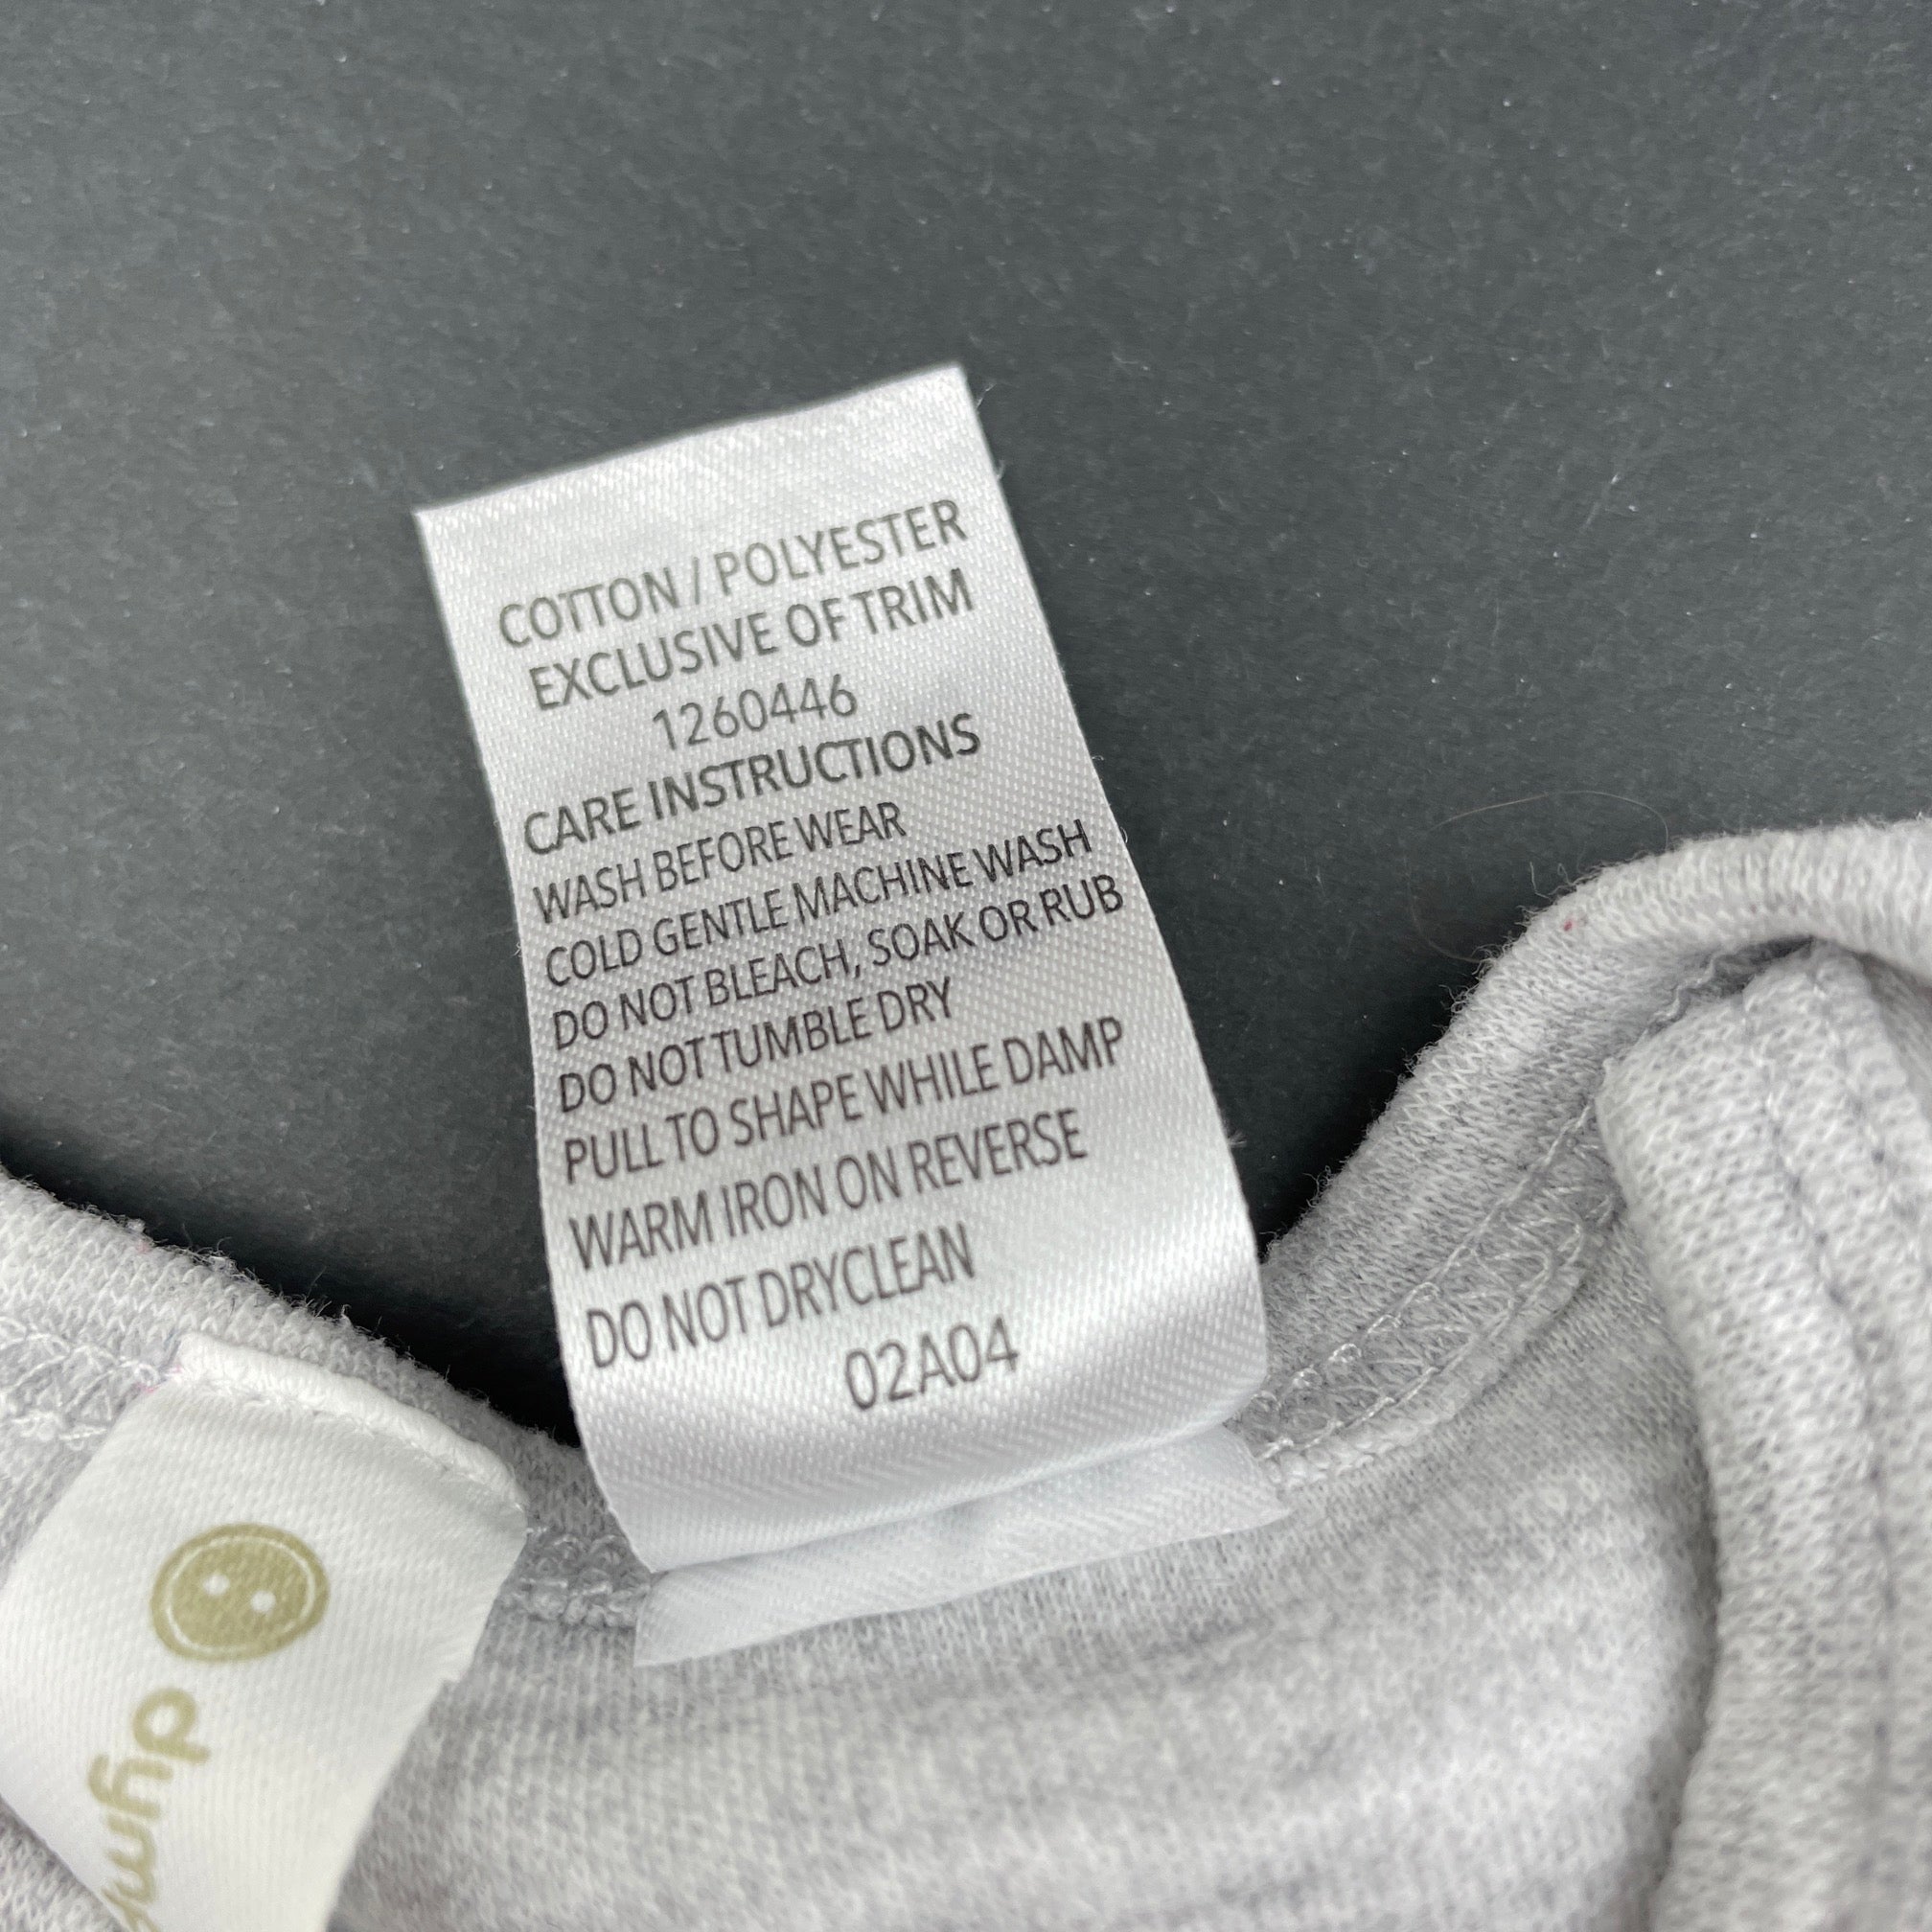 COTTON / POLYESTER
EXCLUSIVE OF TRIM
1260446
CARE INSTRUCTIONS
WASH BEFORE WEAR
COLD GENTLE MACHINE WASH
DO NOT BLEACH, SOAK OR RUB
DO NOT TUMBLE DRY
PULL TO SHAPE WHILE DAMP
WARM IRON ON REVERSE
DO NOT DRYCLEAN
02A04